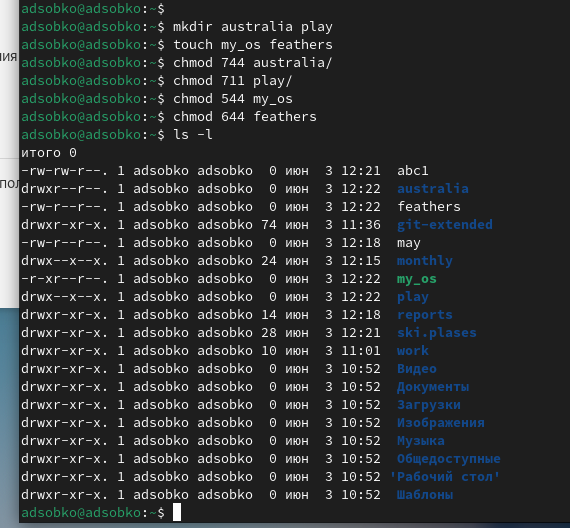 adsobko@adsobko:~$
adsobko@adsobko:~$ mkdir australia play
adsobko@adsobko:~$ touch my_os feathers
adsobko@adsobko:~$ chmod 744 australia/
adsobko@adsobko:~$ chmod 711 play/
adsobko@adsobko:~$ chmod 544 my_os
adsobko@adsobko:~$ chmod 644 feathers
adsobko@adsobko:~$ ls -l
итого 0
-rw-rw-r--. 1 adsobko adsobko  0 июн  3 12:21  abc1
drwxr--r--. 1 adsobko adsobko  0 июн  3 12:22  australia
-rw-r--r--. 1 adsobko adsobko  0 июн  3 12:22  feathers
drwxr-xr-x. 1 adsobko adsobko 74 июн  3 11:36  git-extended
-rw-r--r--. 1 adsobko adsobko  0 июн  3 12:18  may
drwx--x--x. 1 adsobko adsobko 24 июн  3 12:15  monthly
-r-xr--r--. 1 adsobko adsobko  0 июн  3 12:22  my_os
drwx--x--x. 1 adsobko adsobko  0 июн  3 12:22  play
drwxr-xr-x. 1 adsobko adsobko 14 июн  3 12:18  reports
drwxr-xr-x. 1 adsobko adsobko 28 июн  3 12:21  ski.plases
drwxr-xr-x. 1 adsobko adsobko 10 июн  3 11:01  work
drwxr-xr-x. 1 adsobko adsobko  0 июн  3 10:52  Видео
drwxr-xr-x. 1 adsobko adsobko  0 июн  3 10:52  Документы
drwxr-xr-x. 1 adsobko adsobko  0 июн  3 10:52  Загрузки
drwxr-xr-x. 1 adsobko adsobko  0 июн  3 10:52  Изображения
drwxr-xr-x. 1 adsobko adsobko  0 июн  3 10:52  Музыка
drwxr-xr-x. 1 adsobko adsobko  0 июн  3 10:52  Общедоступные
drwxr-xr-x. 1 adsobko adsobko  0 июн  3 10:52 'Рабочий стол'
drwxr-xr-x. 1 adsobko adsobko  0 июн  3 10:52  Шаблоны
adsobko@adsobko:~$